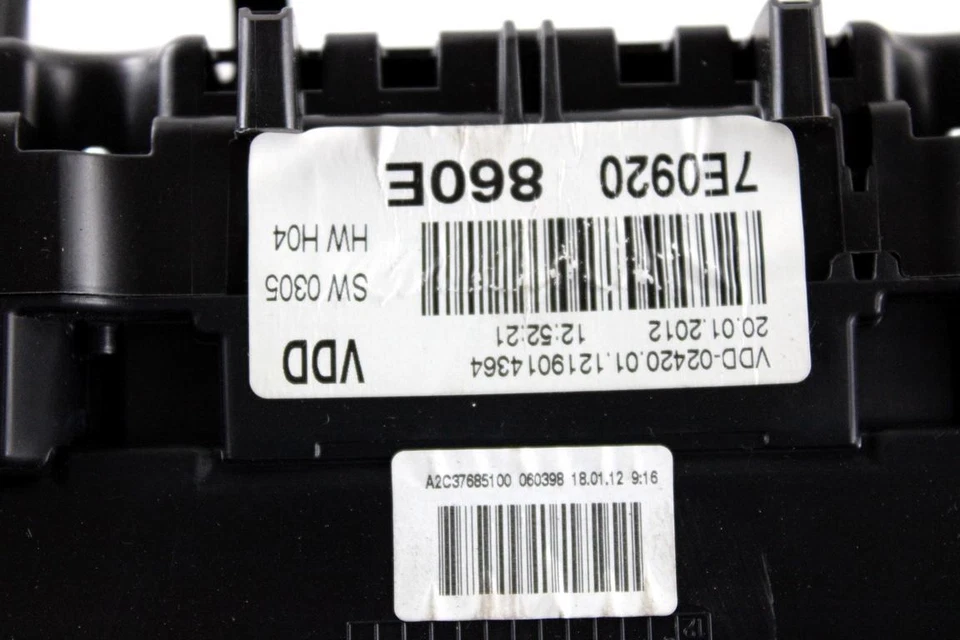 7E0920 860E
HW H04
SW 0305
20.01.2012 12:52:21
VDD-02420.01.1219014364
VDD
A2C37685100 060398 18.01.12 9:16